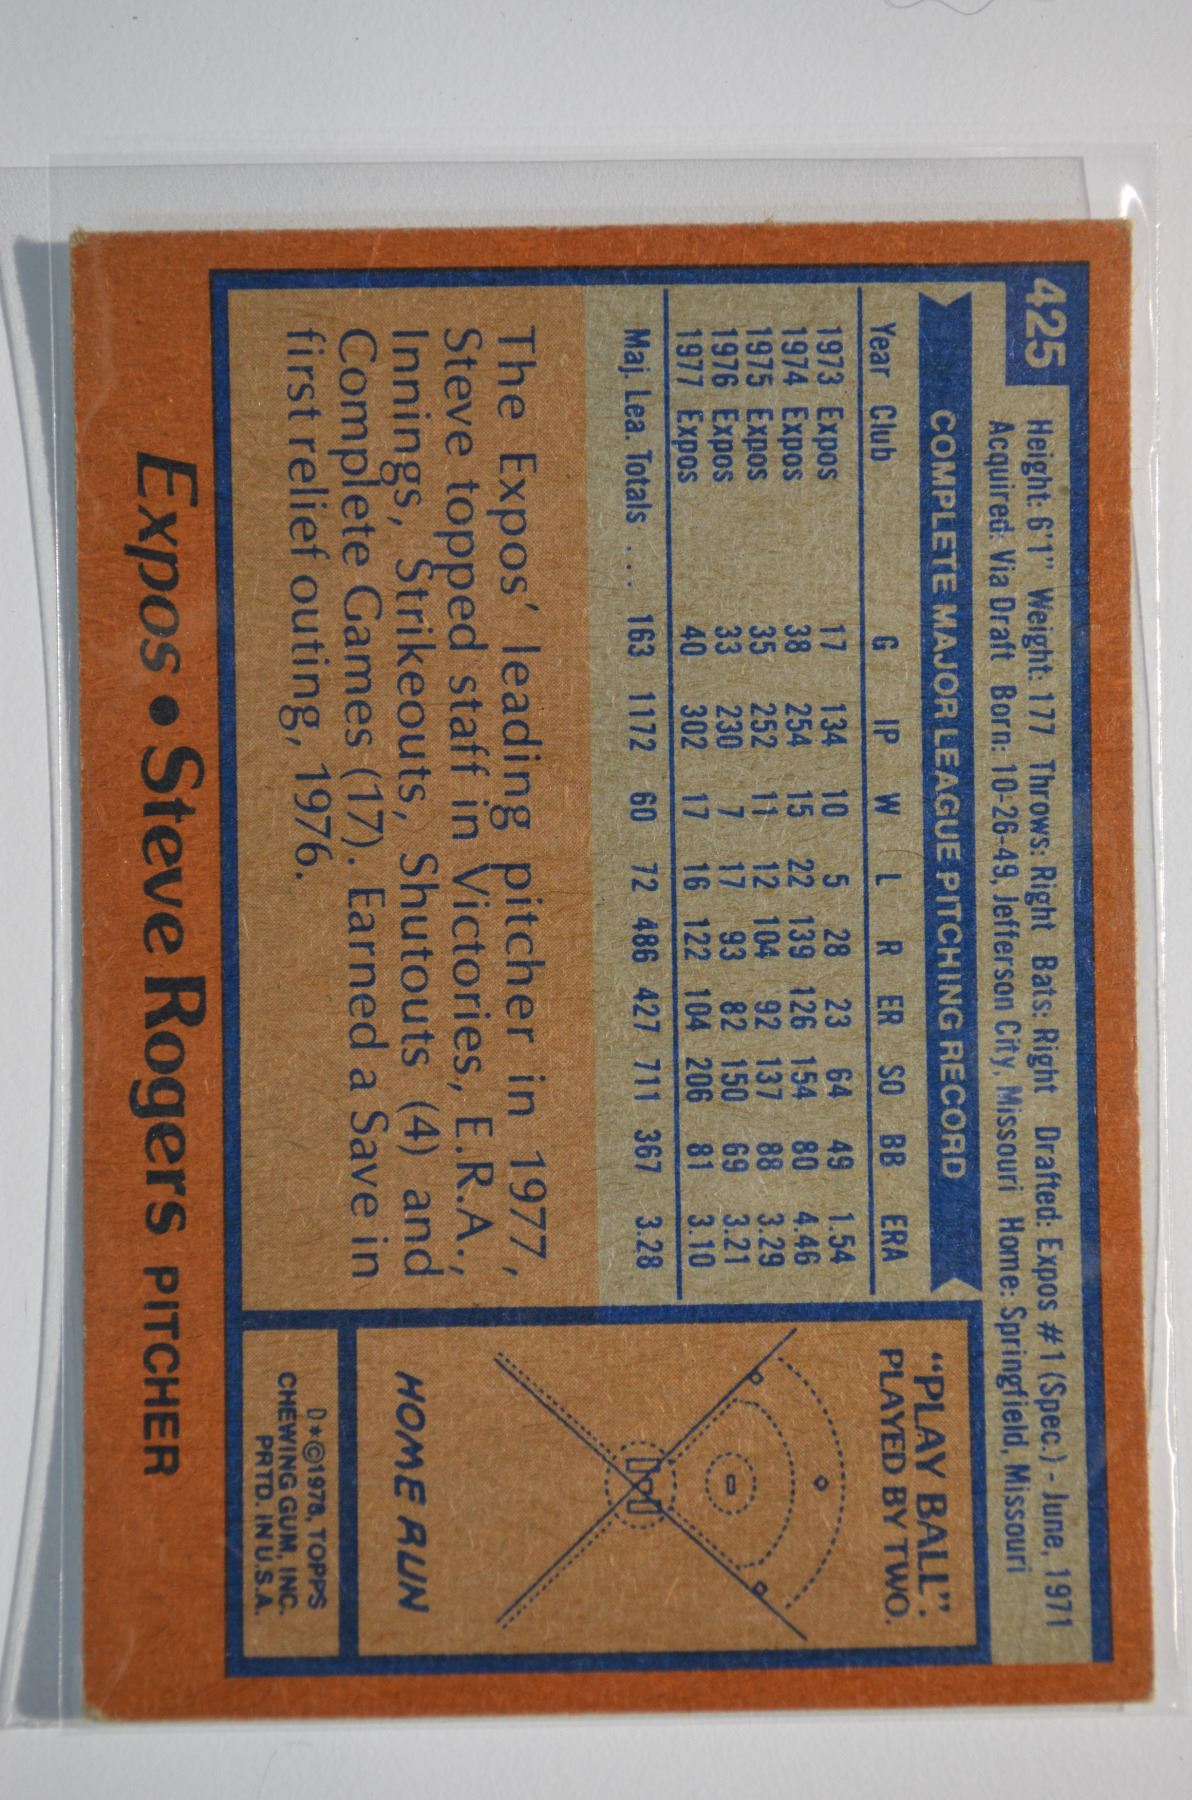 425
Height: 6'1" Weight: 177 Throws: Right Bats: Right Drafted: Expos #1 (Spec.) - June, 1971
Acquired: Via Draft Born: 10-26-49, Jefferson City, Missouri Home: Springfield, Missouri
COMPLETE MAJOR LEAGUE PITCHING RECORD
Year Club G IP W L R ER SO BB ERA
1973 Expos 17 134 10 5 28 23 64 49 1.54
1974 Expos 38 254 15 22 139 126 154 80 4.46
1975 Expos 35 252 11 12 104 92 137 88 3.29
1976 Expos 33 230 7 17 93 82 150 69 3.21
1977 Expos 40 302 17 16 122 104 206 81 3.10
Maj. Lea. Totals .... 163 1172 60 72 486 427 711 367 3.28
The Expos' leading pitcher in 1977,
Steve topped staff in Victories, E.R.A.,
Innings, Strikeouts, Shutouts (4) and
Complete Games (17). Earned a Save in
first relief outing, 1976.
"PLAY BALL".
PLAYED BY TWO.
HOME RUN
D*©1978, TOPPS
CHEWING GUM, INC.
PRTD. IN U.S.A.
Expos • Steve Rogers PITCHER